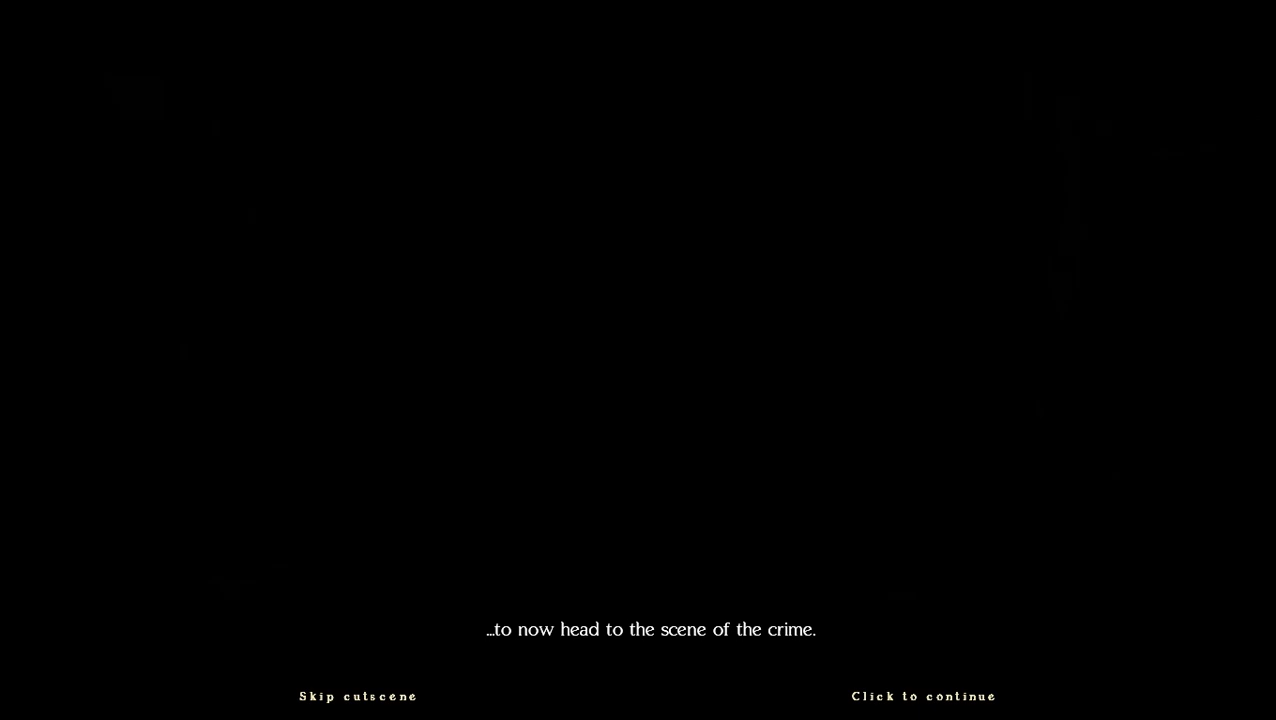 ...to now head to the scene of the crime.
Skip cutscene
Click to continue